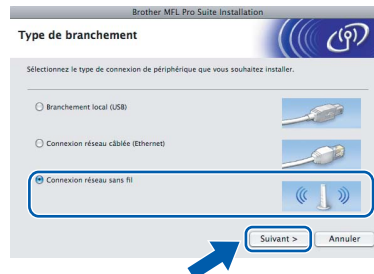 Brother MFL Pro Suite Installation
Type de branchement
Sélectionnez le type de connexion de périphérique que vous souhaitez installer.
Branchement local (USB)
Connexion réseau câblée (Ethernet)
Connexion réseau sans fil
Suivant > Annuler